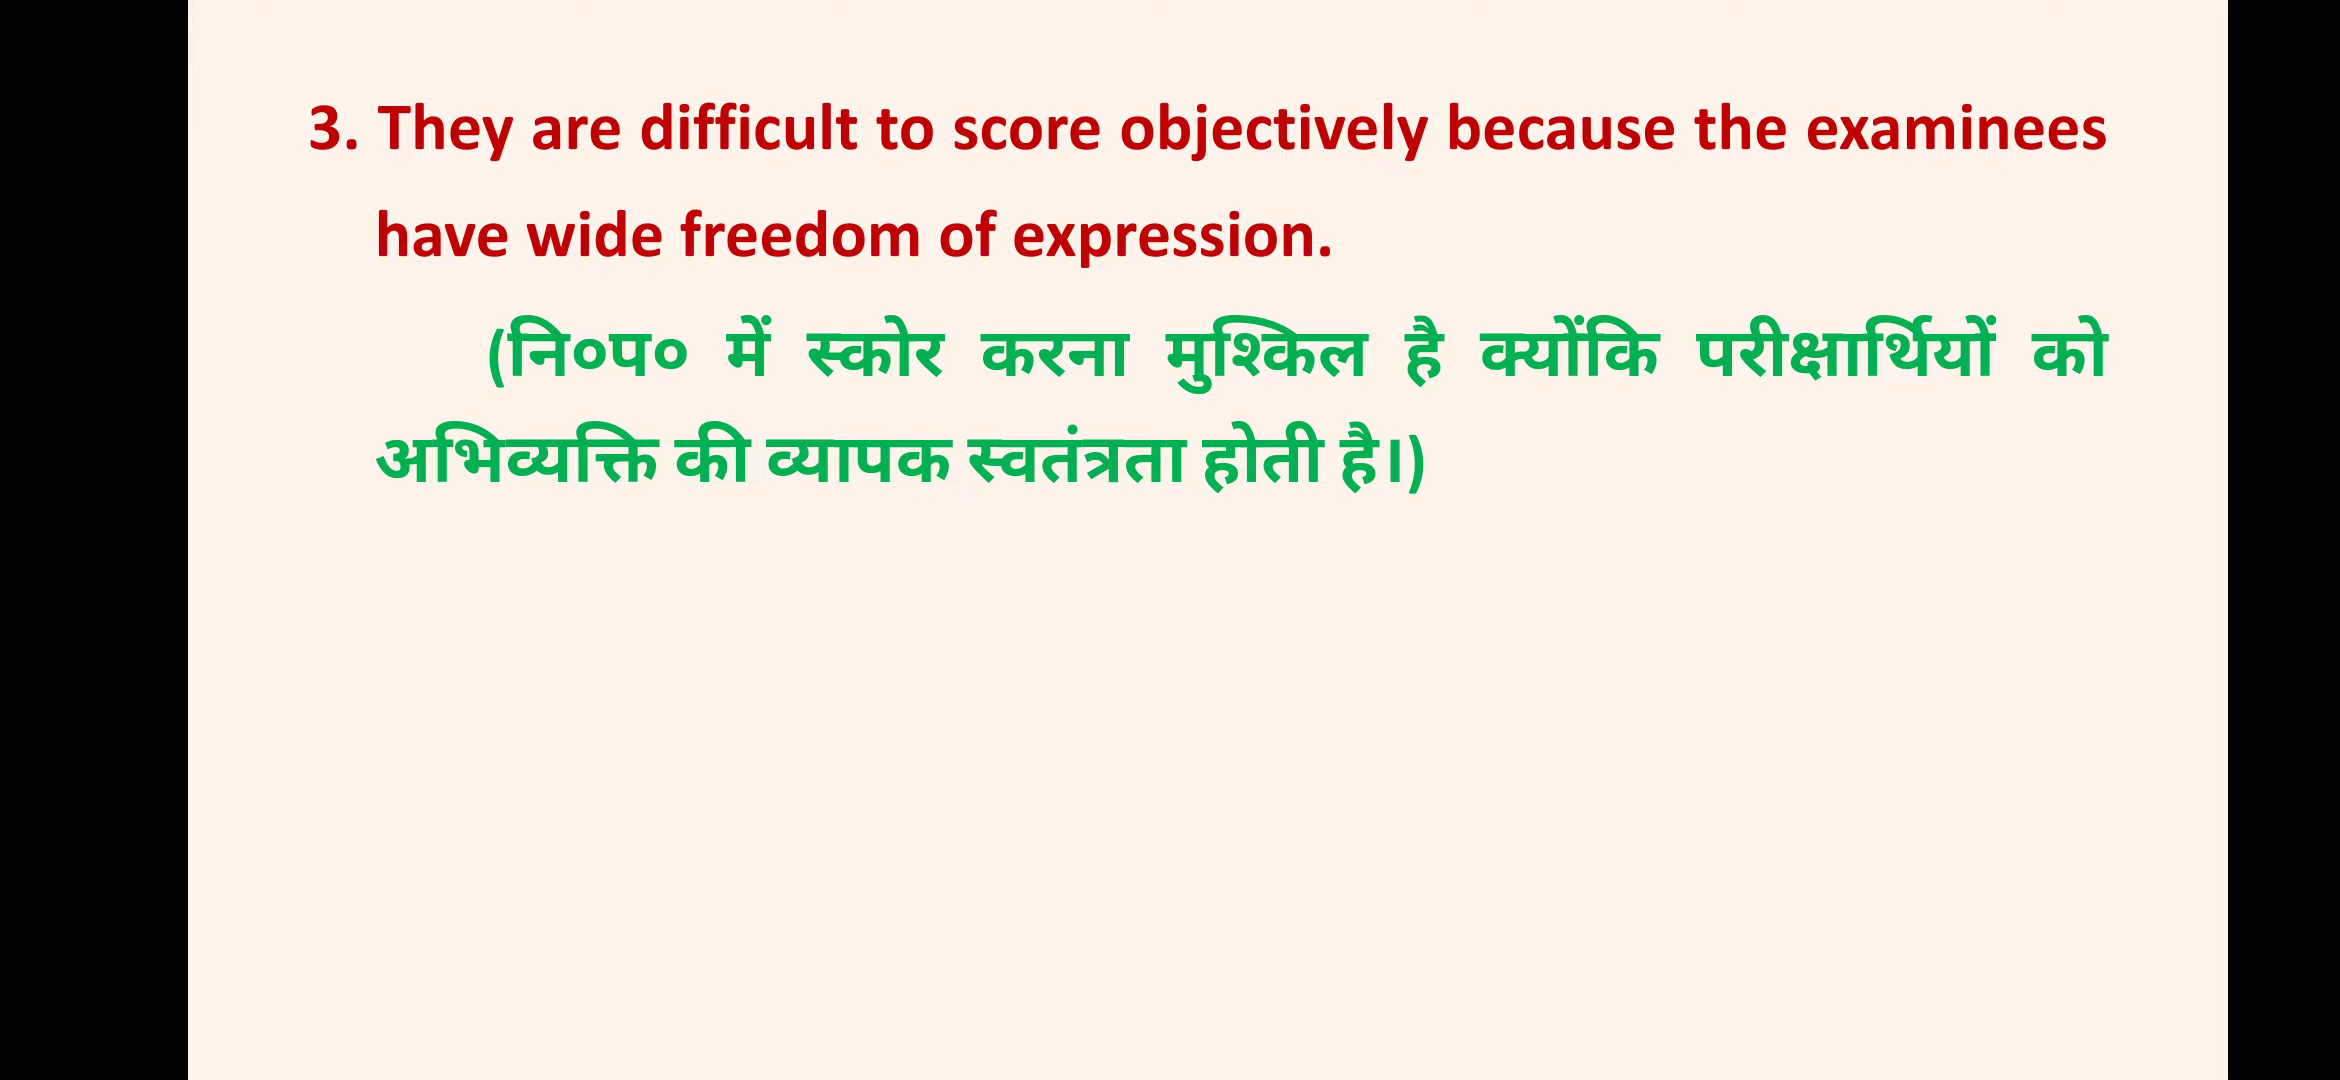 3. They are difficult to score objectively because the examinees
have wide freedom of expression.
(नि०प० में स्कोर करना मुश्किल है क्योंकि परीक्षार्थियों को
अभिव्यक्ति की व्यापक स्वतंत्रता होती है।)